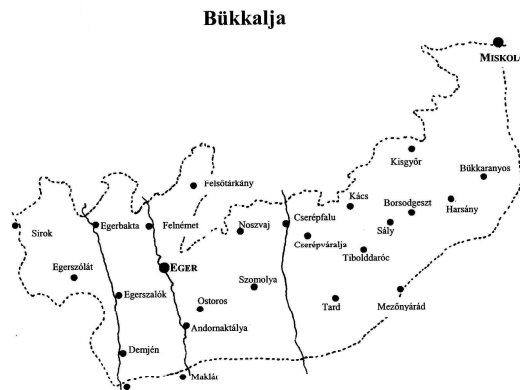 Bükkalja
MISKOLC
Kisgyőr
Bükkaranyos
Felsőtárkány
Kács
Borsodgeszt
Harsány
Sirok
Egerbakta
Felnémet
Noszvaj
Cserépfalu
Sály
Cserépváralja
Tibolddaróc
Egerszólát
EGER
Egerszalók
Szomolya
Mezőnyárád
Ostoros
Tard
Andornaktálya
Demjén
Maklár